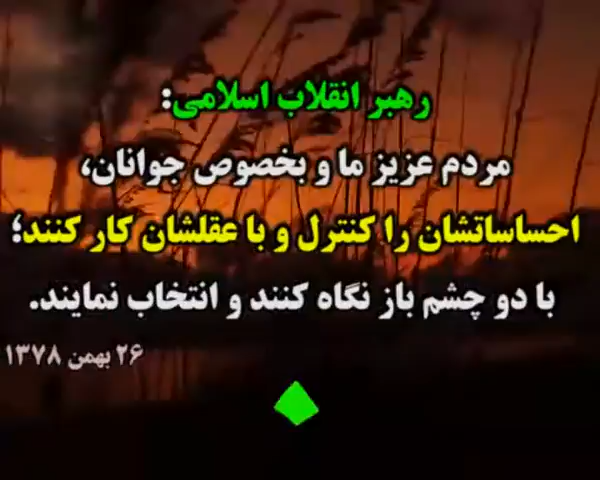 رهبر انقلاب اسلامی:
مردم عزیز ما و بخصوص جوانان،
احساساتشان را کنترل و با عقلشان کار کنند؛
با دو چشم باز نگاه کنند و انتخاب نمایند.
۲۶ بهمن ۱۳۷۸